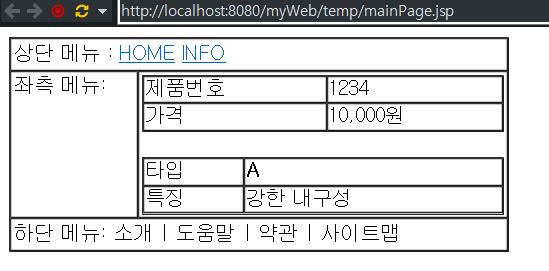 http://localhost:8080/myWeb/temp/mainPage.jsp
상단 메뉴 : HOME INFO
좌측 메뉴:
제품번호 1234
가격 10,000원
타입 A
특징 강한 내구성
하단 메뉴: 소개 | 도움말 | 약관 | 사이트맵